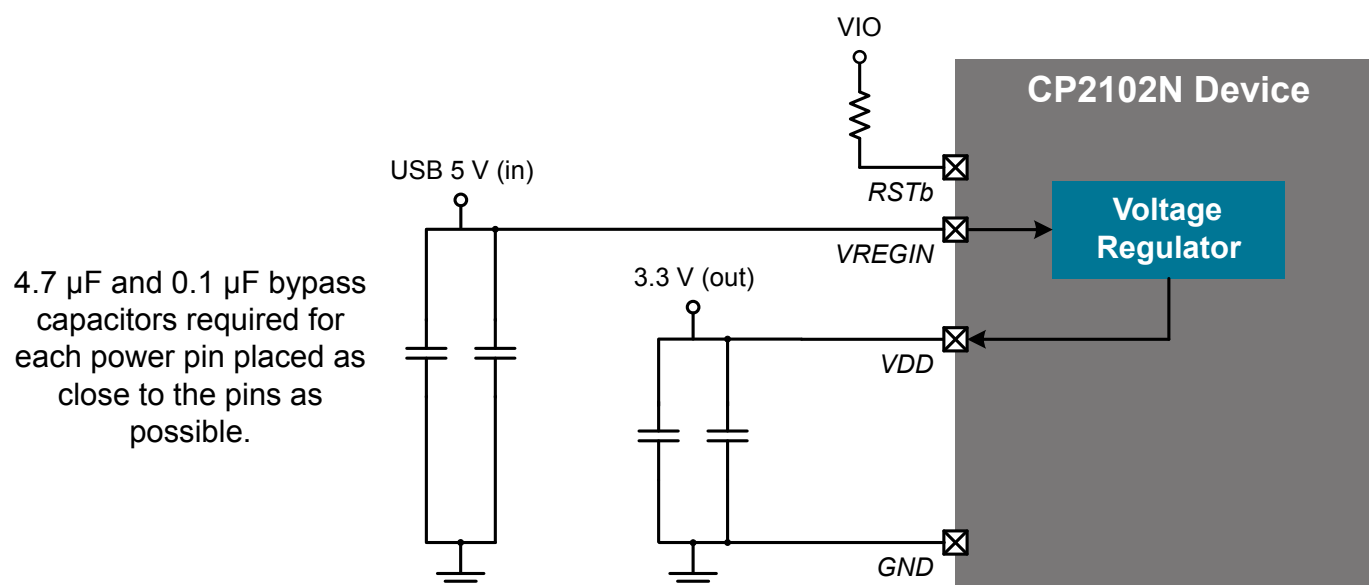 VIO
CP2102N Device
USB 5 V (in)
RSTb
Voltage
Regulator
VREGIN
4.7 µF and 0.1 µF bypass
capacitors required for
each power pin placed as
close to the pins as
possible.
3.3 V (out)
VDD
GND